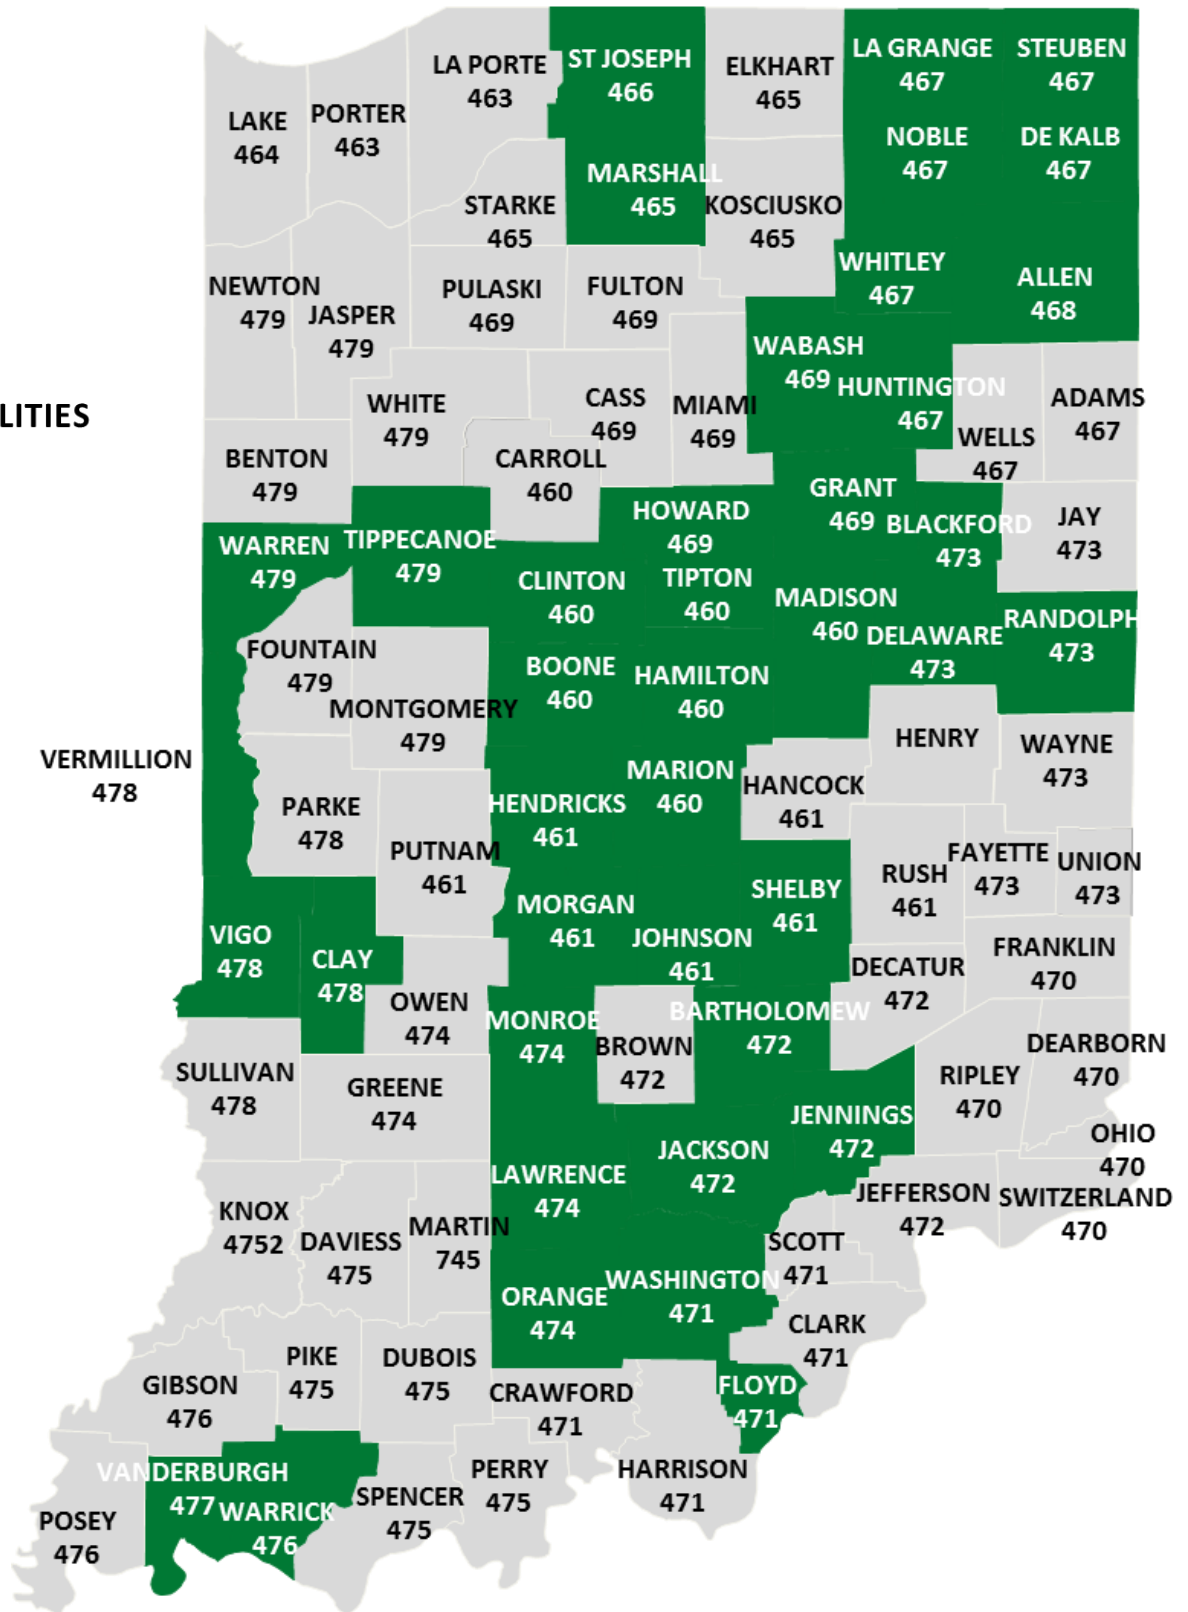 LA PORTE
463
ST JOSEPH
466
ELKHART
465
LA GRANGE
467
STEUBEN
467
LAKE
464
PORTER
463
NOBLE
467
DE KALB
467
STARKE
465
MARSHALL
465
KOSCIUSKO
465
WHITLEY
467
ALLEN
468
NEWTON
479
JASPER
479
PULASKI
469
FULTON
469
WABASH
469
HUNTINGTON
467
LITIES
WHITE
479
CASS
469
MIAMI
469
WELLS
467
ADAMS
467
BENTON
479
CARROLL
460
GRANT
469
BLACKFORD
473
JAY
473
WARREN
479
TIPPECANOE
479
HOWARD
469
CLINTON
460
TIPTON
460
MADISON
460
DELAWARE
473
RANDOLPH
473
FOUNTAIN
479
MONTGOMERY
479
BOONE
460
HAMILTON
460
HENRY
WAYNE
473
VERMILLION
478
PARKE
478
PUTNAM
461
HENDRICKS
461
MARION
460
HANCOCK
461
RUSH
461
FAYETTE
473
UNION
473
VIGO
478
CLAY
478
MORGAN
461
JOHNSON
461
SHELBY
461
DECATUR
472
FRANKLIN
470
OWEN
474
MONROE
474
BROWN
472
BARTHOLOMEW
472
DEARBORN
470
RIPLEY
470
SULLIVAN
478
GREENE
474
JENNINGS
472
OHIO
470
LAWRENCE
474
JACKSON
472
JEFFERSON
472
SWITZERLAND
470
KNOX
4752
DAVIESS
475
MARTIN
745
SCOTT
471
ORANGE
474
WASHINGTON
471
CLARK
471
GIBSON
476
PIKE
475
DUBOIS
475
CRAWFORD
471
FLOYD
471
VANDERBURGH
477
WARRICK
476
SPENCER
475
PERRY
475
HARRISON
471
POSEY
476